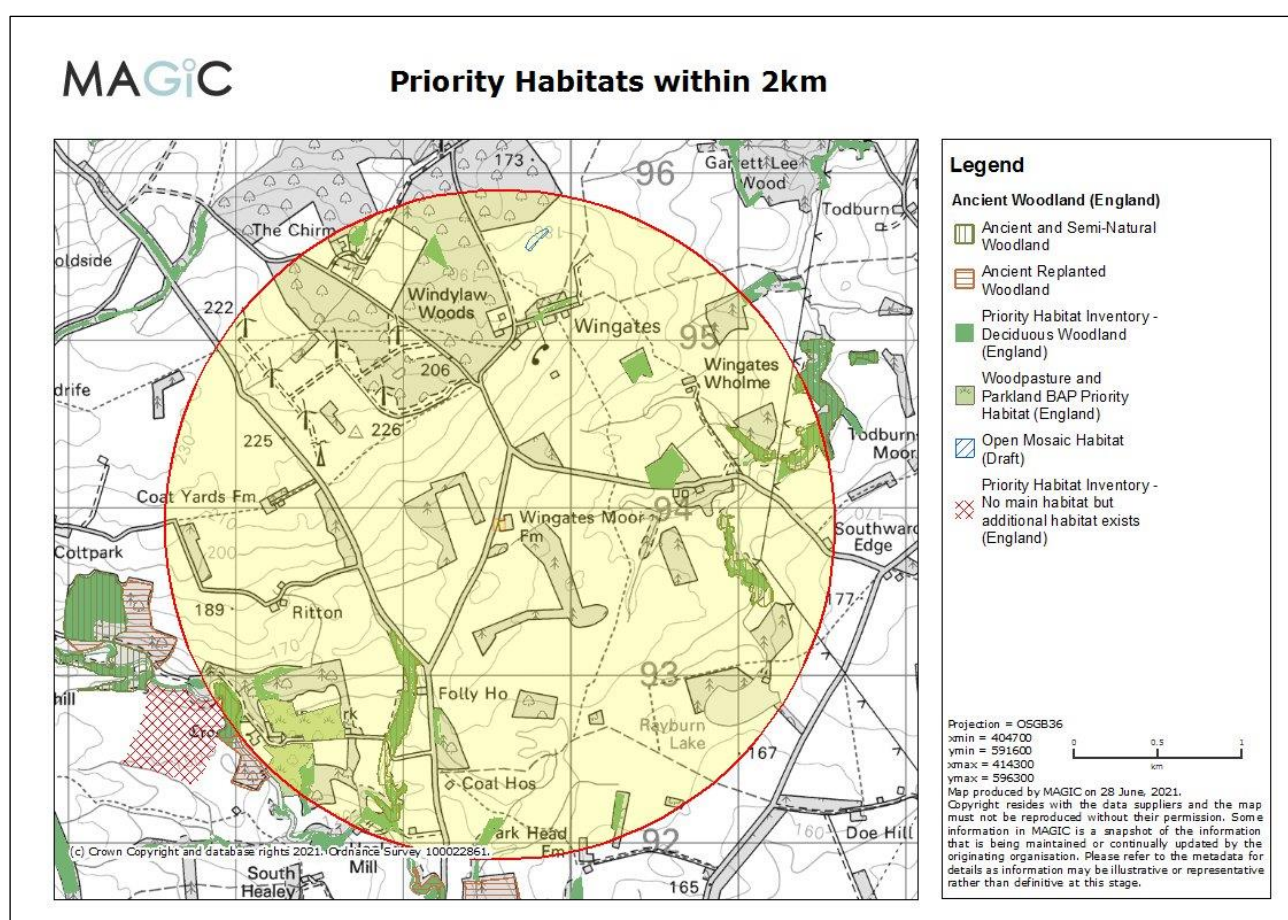 MAGiC
Priority Habitats within 2km
173
Garrett Lee
Wood
96
Todburn
The Chirm
oldside
190
180
222
Windylaw
Woods
Wingates
95
Wingates
Wholme
drife
206
230
225
226
Todburn
Moor
Coat Yards Fm
Wingates Moor
Fm
94
170
Southward
Edge
Coltpark
200
189
Ritton
177
170
93
hill
Folly Ho
rk
Rayburn
Lake
167
Coal Hos
ark Head
Fm
92
160
Doe Hill
(c) Crown Copyright and database rights 2021. Ordnance Survey 100022861.
Mill
South
Healey
165
Legend
Ancient Woodland (England)
Ancient and Semi-Natural
Woodland
Ancient Replanted
Woodland
Priority Habitat Inventory -
Deciduous Woodland
(England)
Woodpasture and
Parkland BAP Priority
Habitat (England)
Open Mosaic Habitat
(Draft)
Priority Habitat Inventory -
No main habitat but
additional habitat exists
(England)
Projection = OSGB36
xmin = 404700
ymin = 591600
xmax = 414300
ymax = 596300
0 0.5 1
km
Map produced by MAGIC on 28 June, 2021.
Copyright resides with the data suppliers and the map
must not be reproduced without their permission. Some
information in MAGIC is a snapshot of the information
that is being maintained or continually updated by the
originating organisation. Please refer to the metadata for
details as information may be illustrative or representative
rather than definitive at this stage.